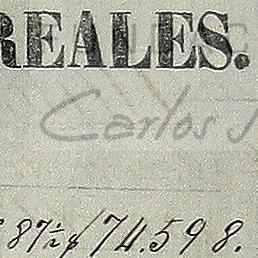 REALES.
Carlos J
87½ $ 74.598.